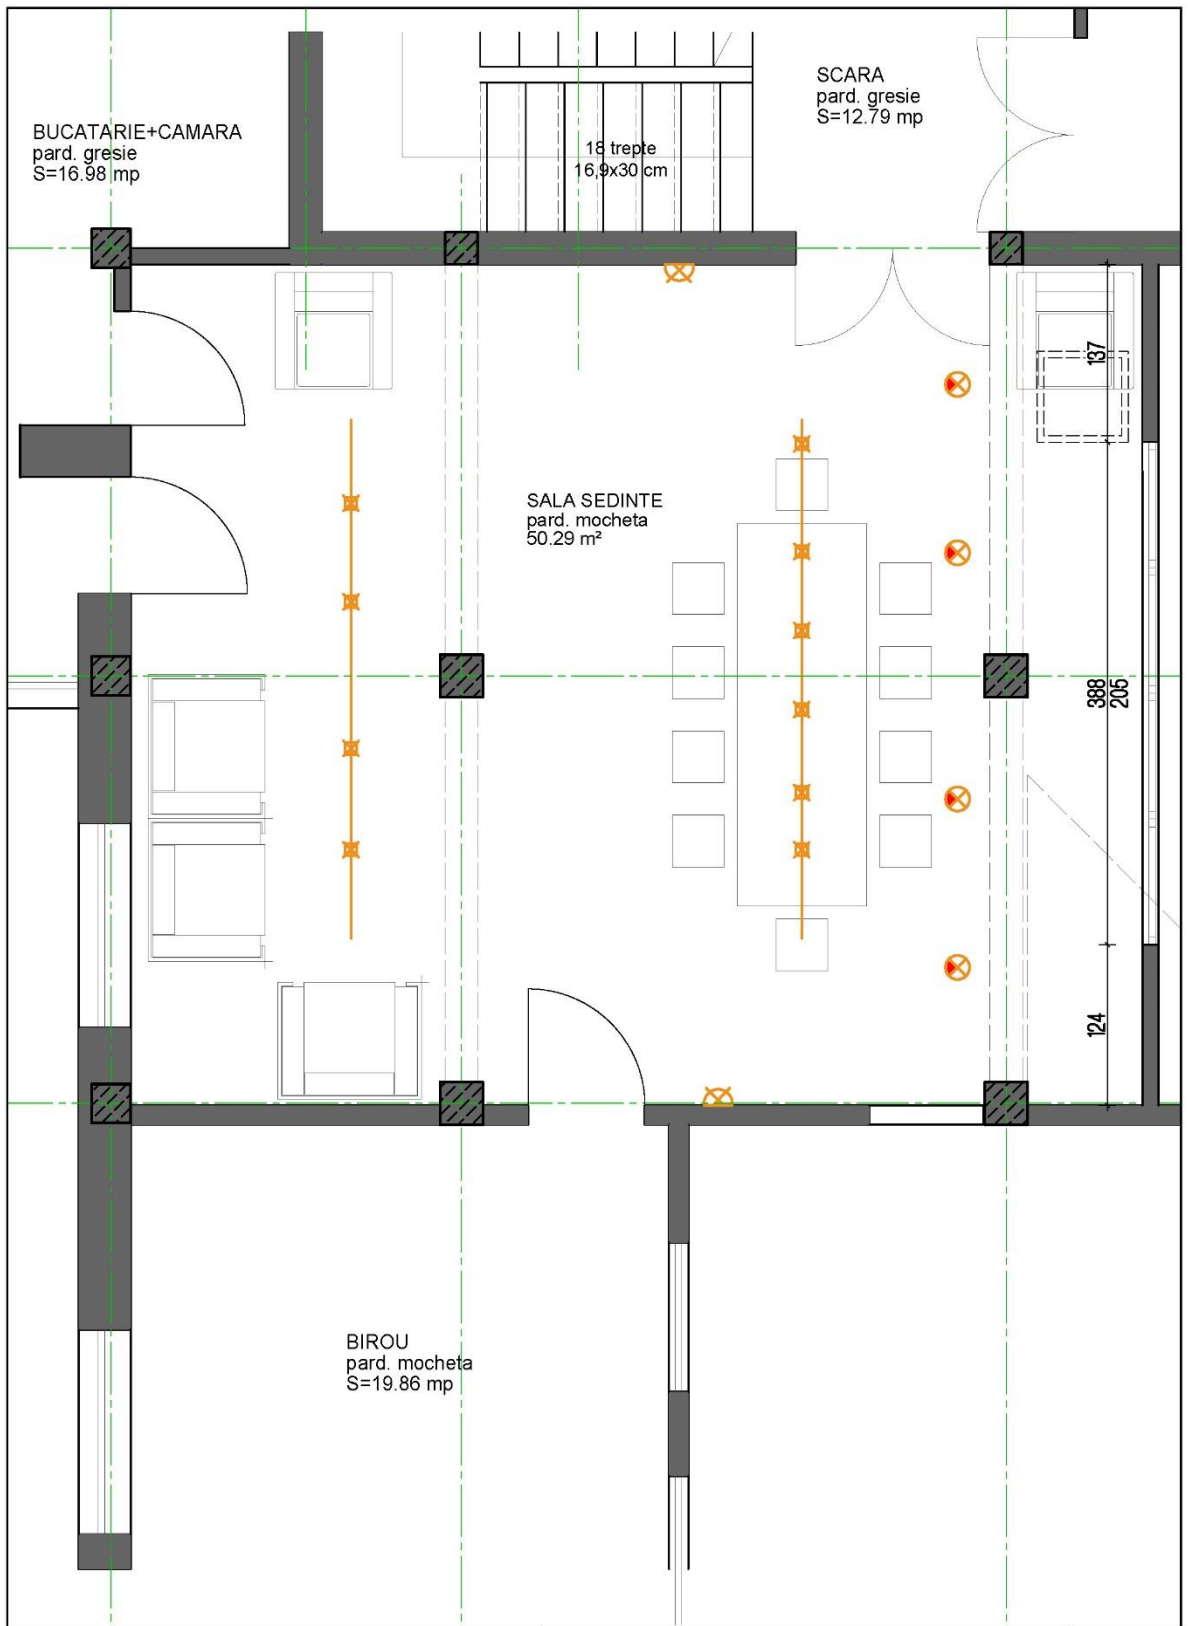 SCARA
pard. gresie
S=12.79 mp
BUCATARIE+CAMARA
pard. gresie
S=16.98 mp
18 trepte
16,9x30 cm
137
SALA SEDINTE
pard. mocheta
50.29 m²
388
205
124
BIROU
pard. mocheta
S=19.86 mp